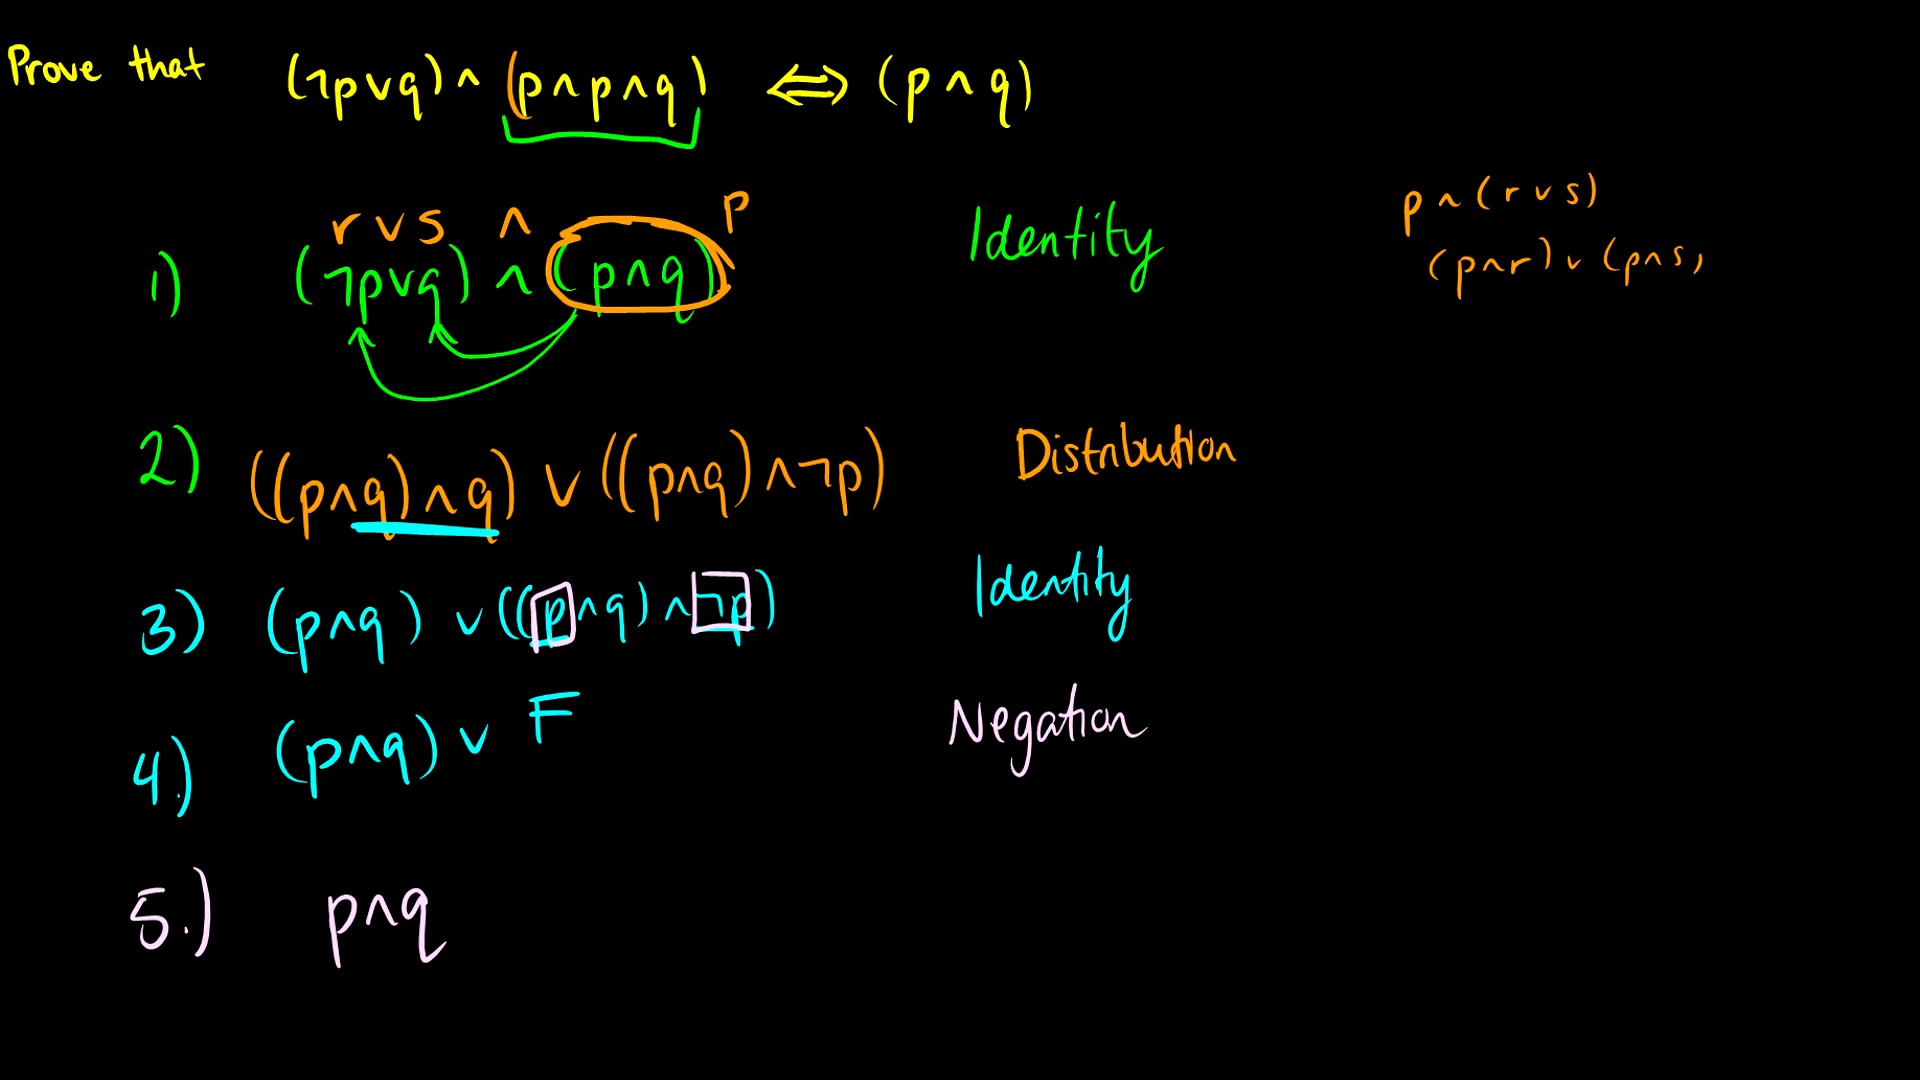 Prove that (¬p∨q) ∧ (p∧p∧q) ⟺ (p∧q)
r ∨ s ∧ p
1) (¬p∨q) ∧ (p∧q) Identity
p ∧ (r ∨ s)
(p∧r) ∨ (p∧s)
2) ((p∧q)∧q) ∨ ((p∧q)∧¬p) Distribution
3) (p∧q) ∨ ((p∧q) ∧¬p) Identity
4.) (p∧q) ∨ F Negation
5.) p∧q